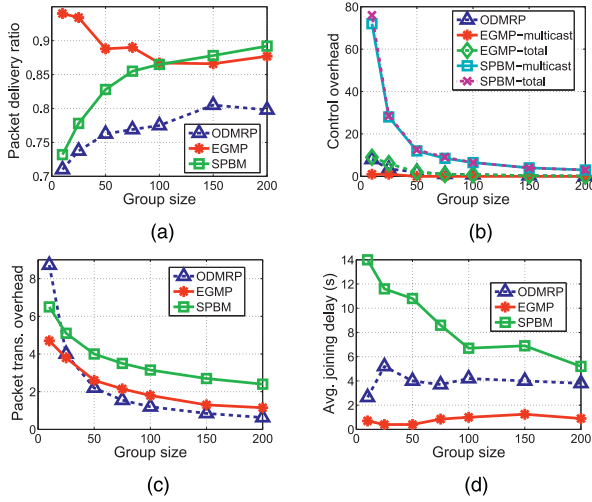 Packet delivery ratio
0.9
0.85
0.8
0.75
0.7
ODMRP
EGMP
SPBM
0 50 100 150 200
Group size
(a)
Control overhead
80
60
40
20
0
ODMRP
EGMP-multicast
EGMP-total
SPBM-multicast
SPBM-total
0 50 100 150 200
Group size
(b)
Packet trans. overhead
8
6
4
2
0
ODMRP
EGMP
SPBM
0 50 100 150 200
Group size
(c)
Avg. joining delay (s)
14
12
10
8
6
4
2
0
ODMRP
EGMP
SPBM
0 50 100 150 200
Group size
(d)